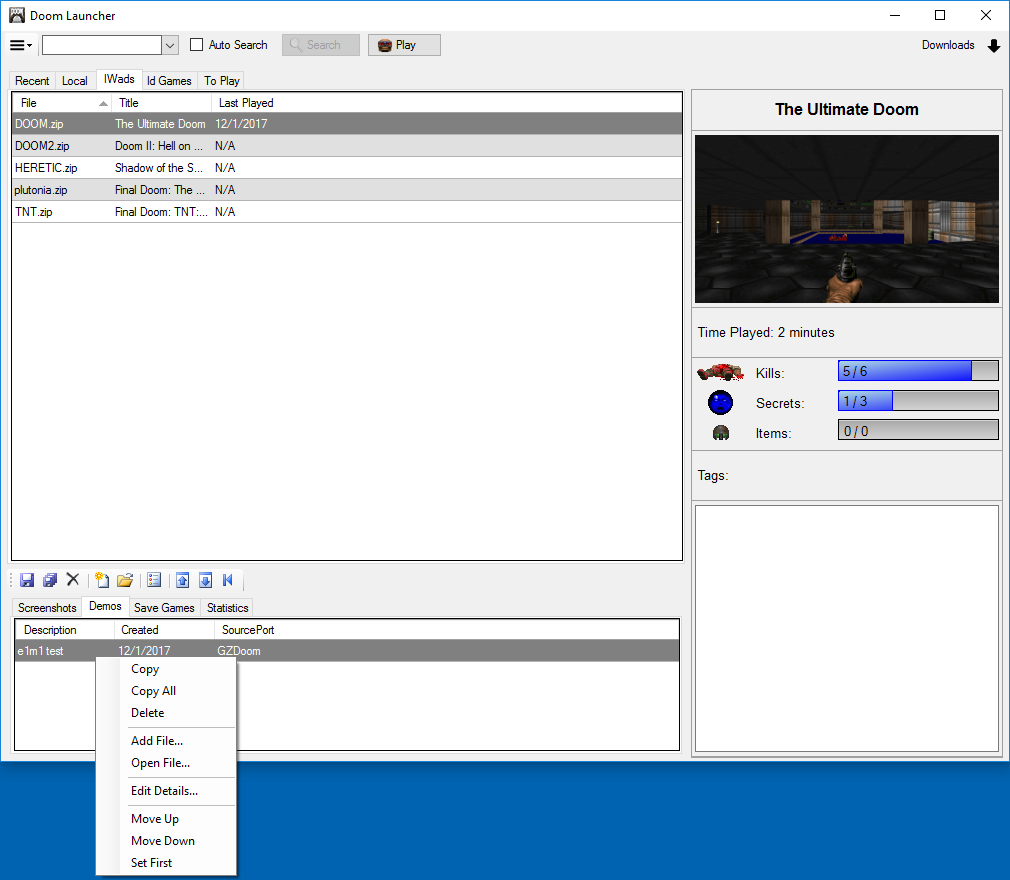 Doom Launcher
Auto Search Search Play Downloads
Recent Local IWads Id Games To Play
File Title Last Played
DOOM.zip The Ultimate Doom 12/1/2017
DOOM2.zip Doom II: Hell on ... N/A
HERETIC.zip Shadow of the S... N/A
plutonia.zip Final Doom: The ... N/A
TNT.zip Final Doom: TNT:... N/A
The Ultimate Doom
Time Played: 2 minutes
Kills: 5 / 6
Secrets: 1 / 3
Items: 0 / 0
Tags:
Screenshots Demos Save Games Statistics
Description Created SourcePort
e1m1 test 12/1/2017 GZDoom
Copy
Copy All
Delete
Add File...
Open File...
Edit Details...
Move Up
Move Down
Set First